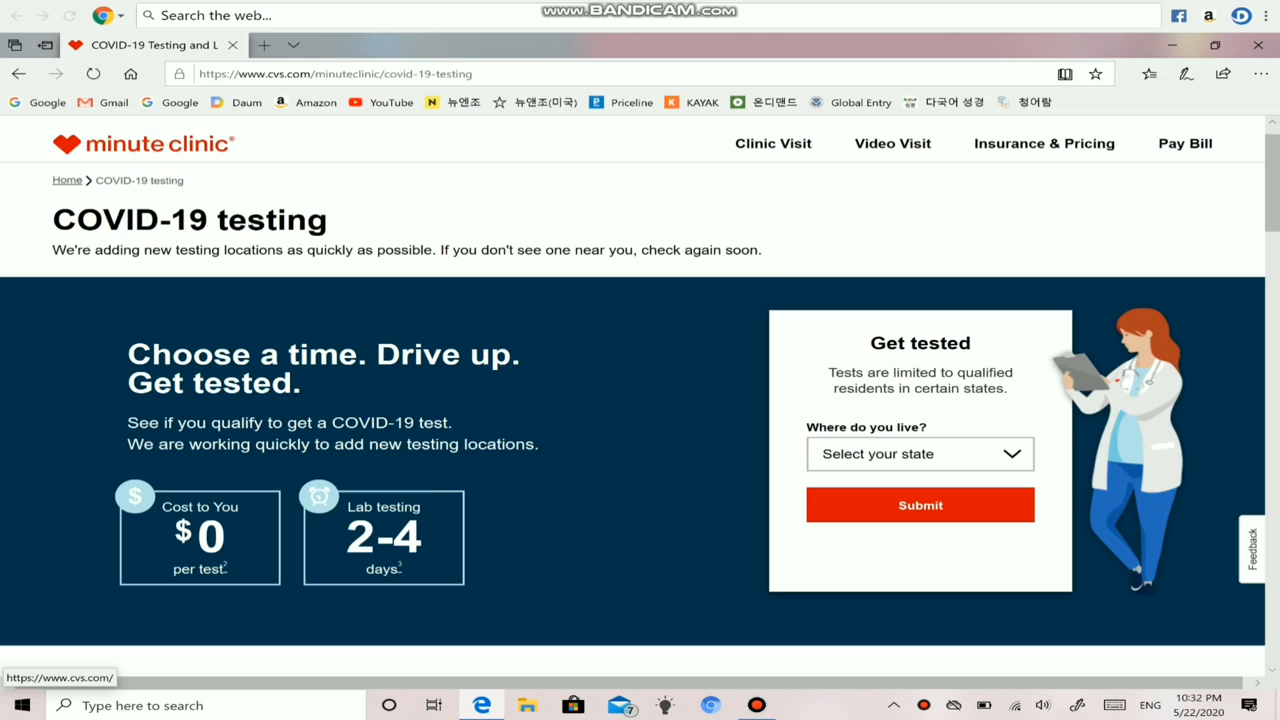 www.BANDICAM.com
Search the web...
COVID-19 Testing and L
https://www.cvs.com/minuteclinic/covid-19-testing
Google Gmail Google Daum Amazon YouTube 뉴앤조 뉴앤조(미국) Priceline KAYAK 온디맨드 Global Entry 다국어 성경 청어람
minute clinic®
Clinic Visit Video Visit Insurance & Pricing Pay Bill
Home COVID-19 testing
COVID-19 testing
We're adding new testing locations as quickly as possible. If you don't see one near you, check again soon.
Choose a time. Drive up.
Get tested.
See if you qualify to get a COVID-19 test.
We are working quickly to add new testing locations.
Cost to You
$0
per test2
Lab testing
2-4
days3
Get tested
Tests are limited to qualified
residents in certain states.
Where do you live?
Select your state
Submit
Feedback
https://www.cvs.com/
Type here to search
7
ENG
10:32 PM
5/22/2020